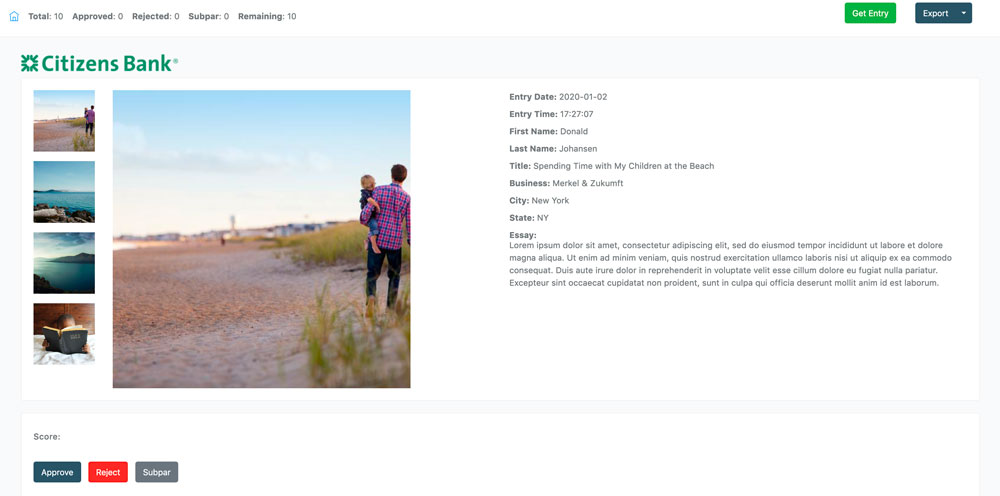 Total: 10 Approved: 0 Rejected: 0 Subpar: 0 Remaining: 10 Get Entry Export
Citizens Bank®
Entry Date: 2020-01-02
Entry Time: 17:27:07
First Name: Donald
Last Name: Johansen
Title: Spending Time with My Children at the Beach
Business: Merkel & Zukumft
City: New York
State: NY
Essay:
Lorem ipsum dolor sit amet, consectetur adipiscing elit, sed do eiusmod tempor incididunt ut labore et dolore
magna aliqua. Ut enim ad minim veniam, quis nostrud exercitation ullamco laboris nisi ut aliquip ex ea commodo
consequat. Duis aute irure dolor in reprehenderit in voluptate velit esse cillum dolore eu fugiat nulla pariatur.
Excepteur sint occaecat cupidatat non proident, sunt in culpa qui officia deserunt mollit anim id est laborum.
Score:
Approve Reject Subpar